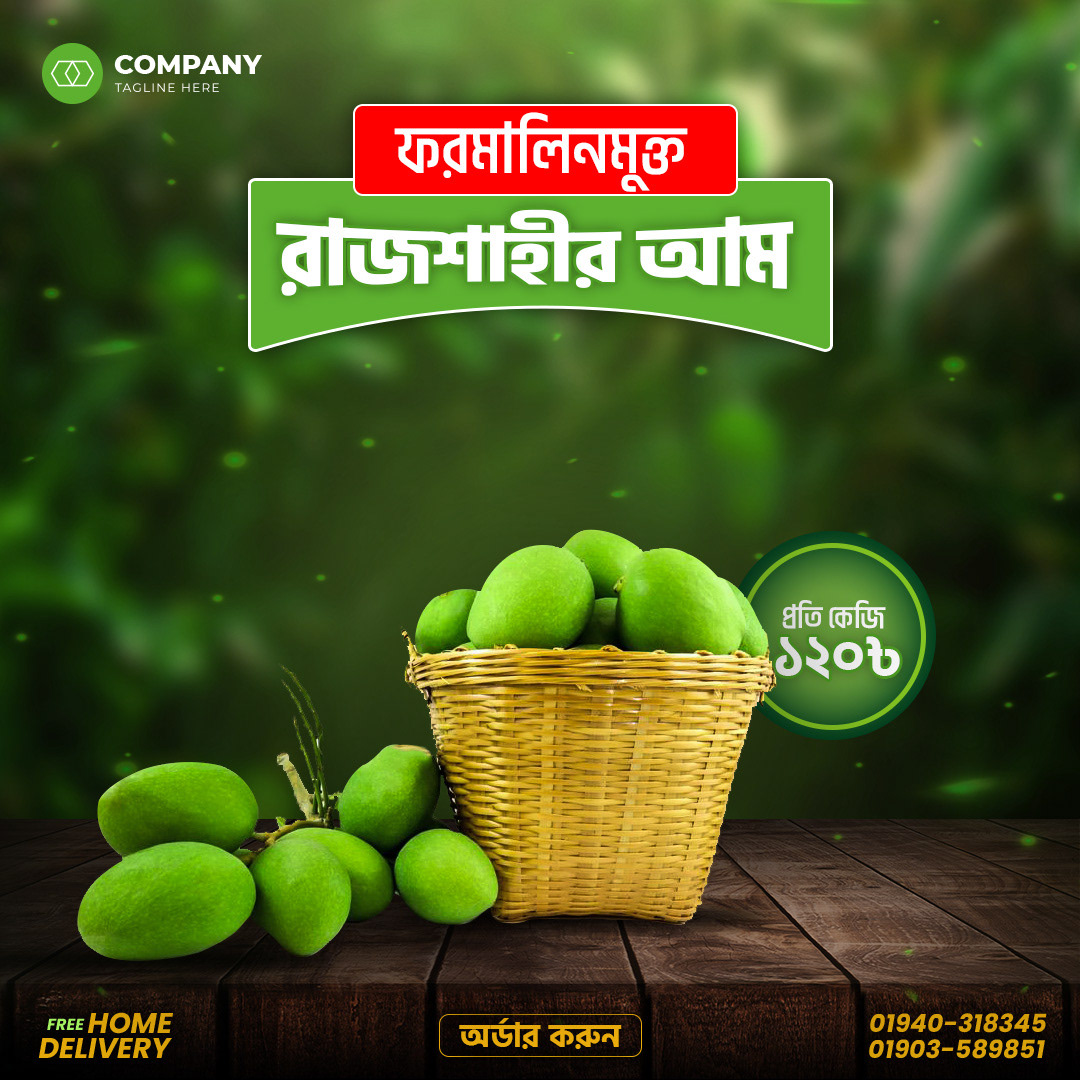 COMPANY
TAGLINE HERE
ফরমালিনমুক্ত
রাজশাহীর আম
প্রতি কেজি
১২০৳
FREE HOME
DELIVERY
অর্ডার করুন
01940-318345
01903-589851